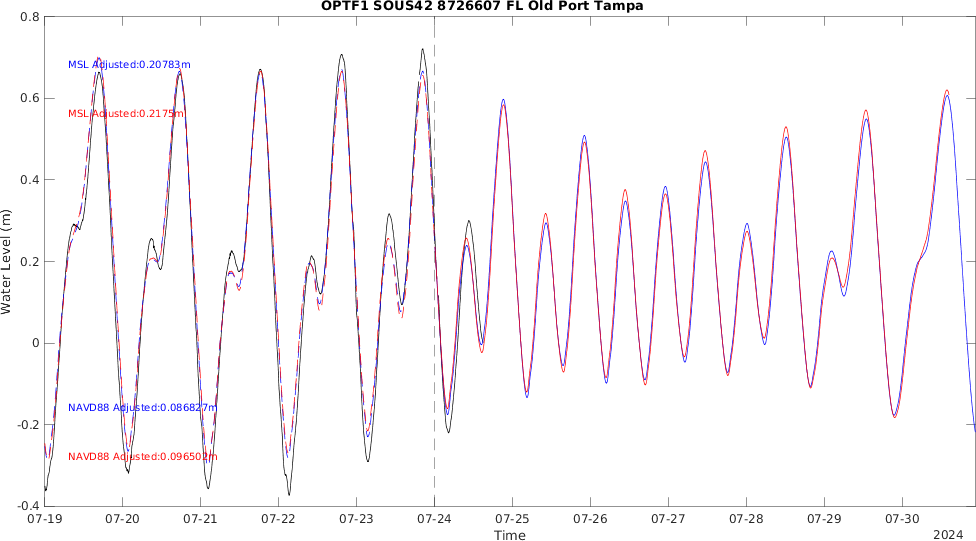 OPTF1 SOUS42 8726607 FL Old Port Tampa
0.8
MSL Adjusted:0.20783m
0.6
MSL Adjusted:0.2175m
0.4
0.2
Water Level (m)
0
NAVD88 Adjusted:0.086827m
-0.2
NAVD88 Adjusted:0.096502m
-0.4
07-19 07-20 07-21 07-22 07-23 07-24 07-25 07-26 07-27 07-28 07-29 07-30
Time
2024